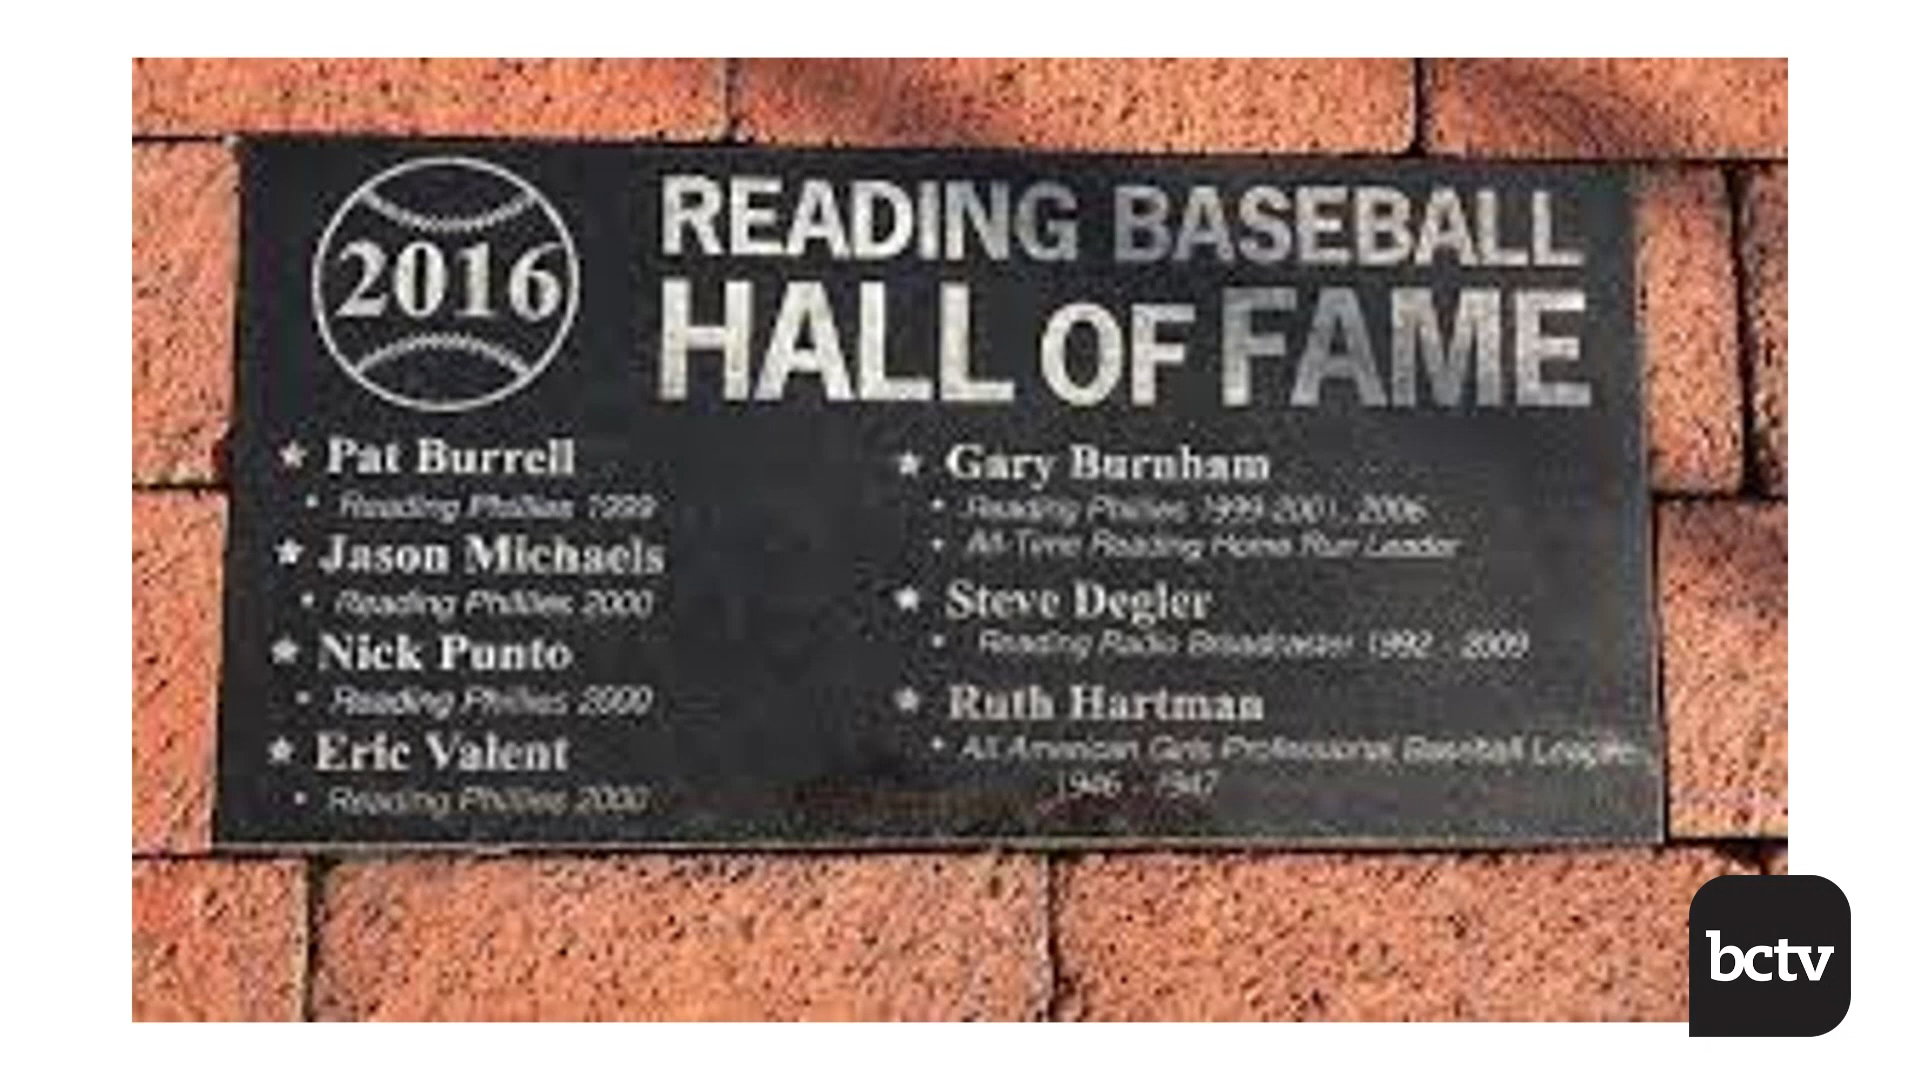 2016
READING BASEBALL
HALL OF FAME
★ Pat Burrell
• Reading Phillies 1999
★ Jason Michaels
• Reading Phillies 2000
★ Nick Punto
• Reading Phillies 2000
★ Eric Valent
• Reading Phillies 2000
★ Gary Burnham
• Reading Phillies 1999-2001, 2006
• All-Time Reading Home Run Leader
★ Steve Degler
• Reading Radio Broadcaster 1992 - 2009
★ Ruth Hartman
• All American Girls Professional Baseball League
1946 - 1947
bctv